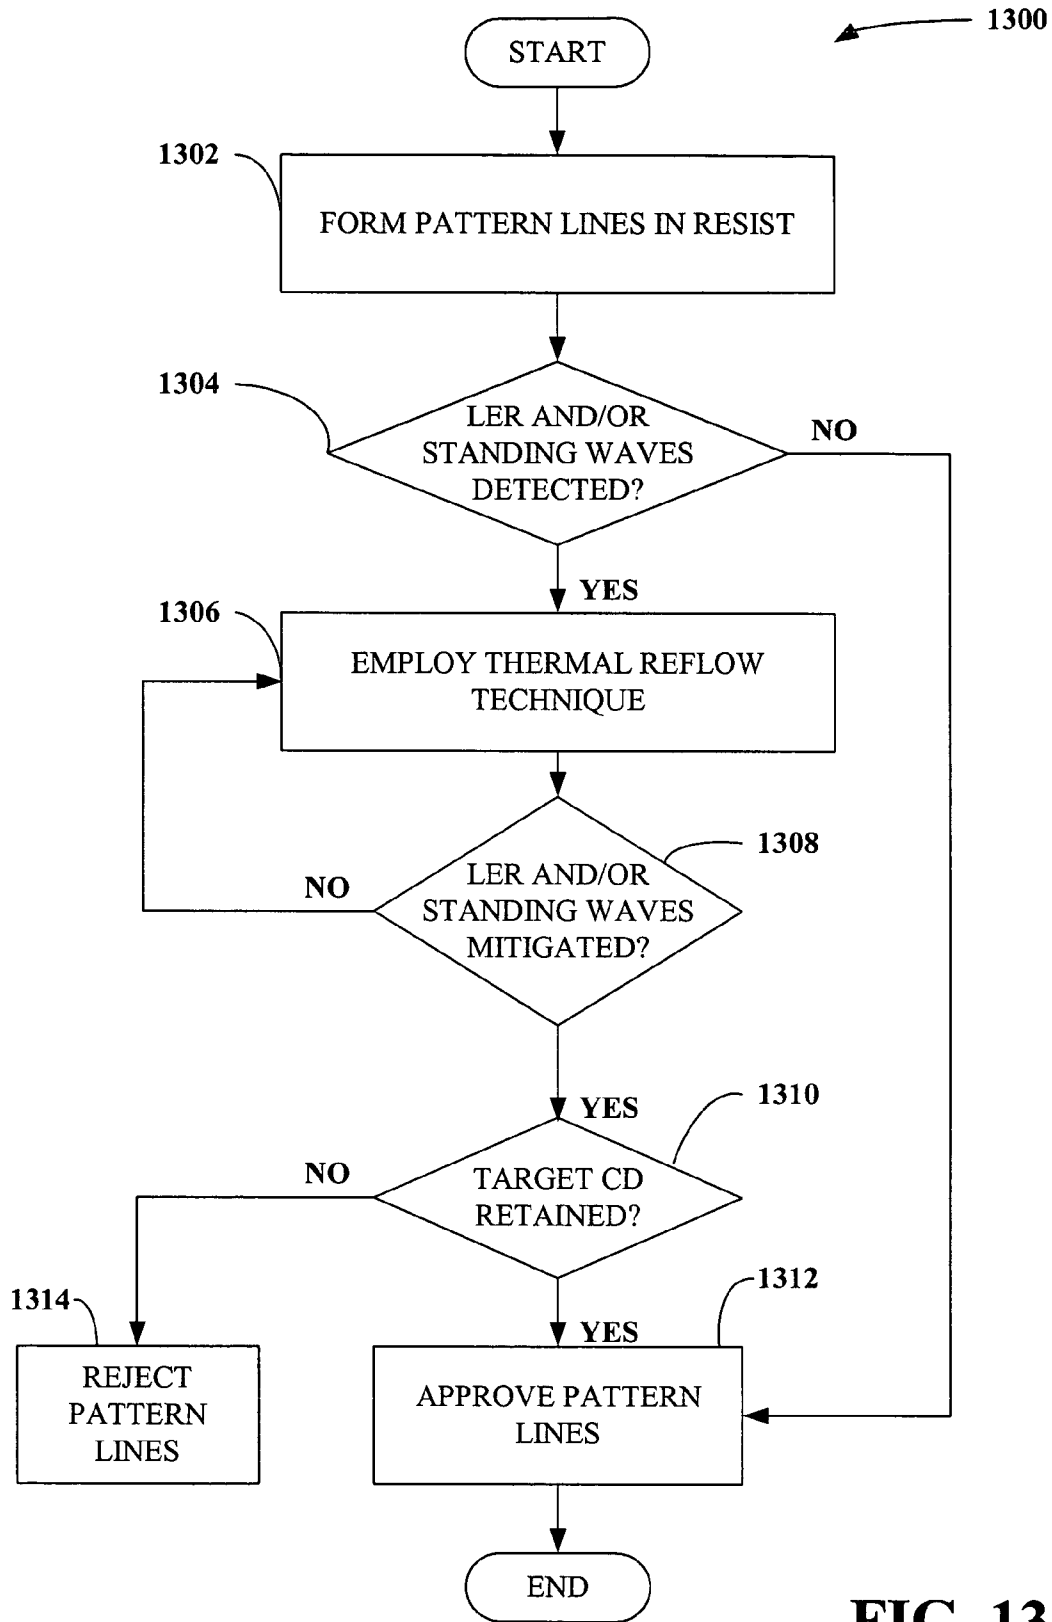 1300
START
1302
FORM PATTERN LINES IN RESIST
1304
LER AND/OR
STANDING WAVES
DETECTED?
NO
YES
1306
EMPLOY THERMAL REFLOW
TECHNIQUE
1308
LER AND/OR
STANDING WAVES
MITIGATED?
NO
YES
1310
TARGET CD
RETAINED?
NO
YES
1312
1314
REJECT
PATTERN
LINES
APPROVE PATTERN
LINES
END
FIG. 13